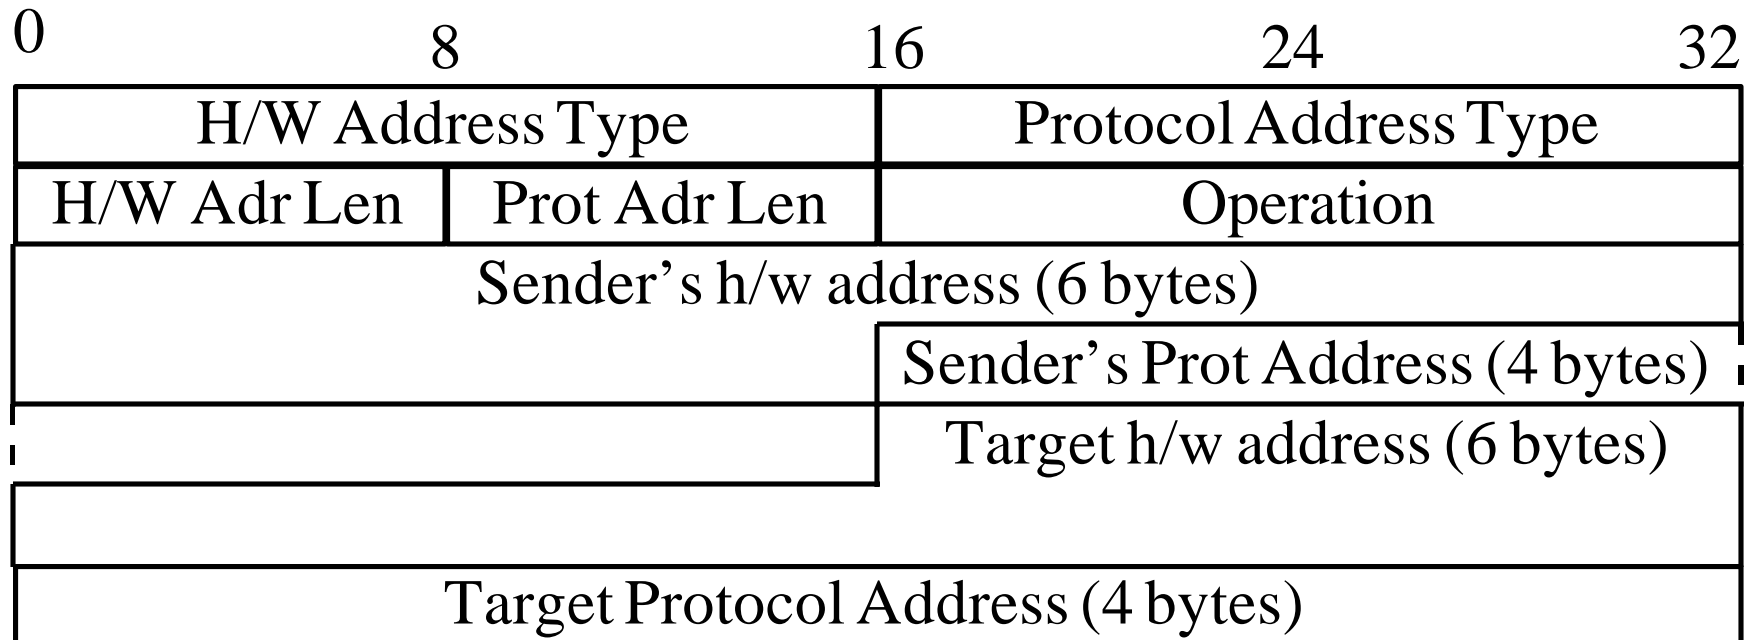 0 8 16 24 32
H/W Address Type Protocol Address Type
H/W Adr Len Prot Adr Len Operation
Sender’s h/w address (6 bytes)
Sender’s Prot Address (4 bytes)
Target h/w address (6 bytes)
Target Protocol Address (4 bytes)